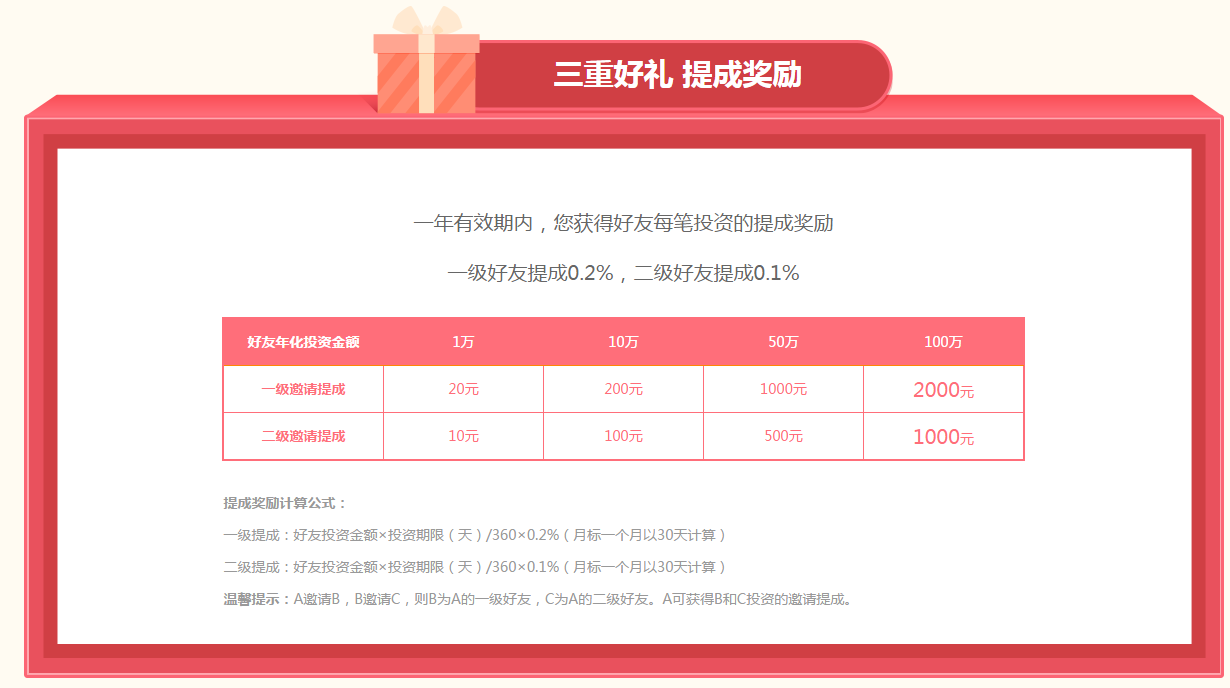 三重好礼 提成奖励
一年有效期内，您获得好友每笔投资的提成奖励
一级好友提成0.2%，二级好友提成0.1%
好友年化投资金额 1万 10万 50万 100万
一级邀请提成 20元 200元 1000元 2000元
二级邀请提成 10元 100元 500元 1000元
提成奖励计算公式：
一级提成：好友投资金额×投资期限（天）/360×0.2%（月标一个月以30天计算）
二级提成：好友投资金额×投资期限（天）/360×0.1%（月标一个月以30天计算）
温馨提示：A邀请B，B邀请C，则B为A的一级好友，C为A的二级好友。A可获得B和C投资的邀请提成。